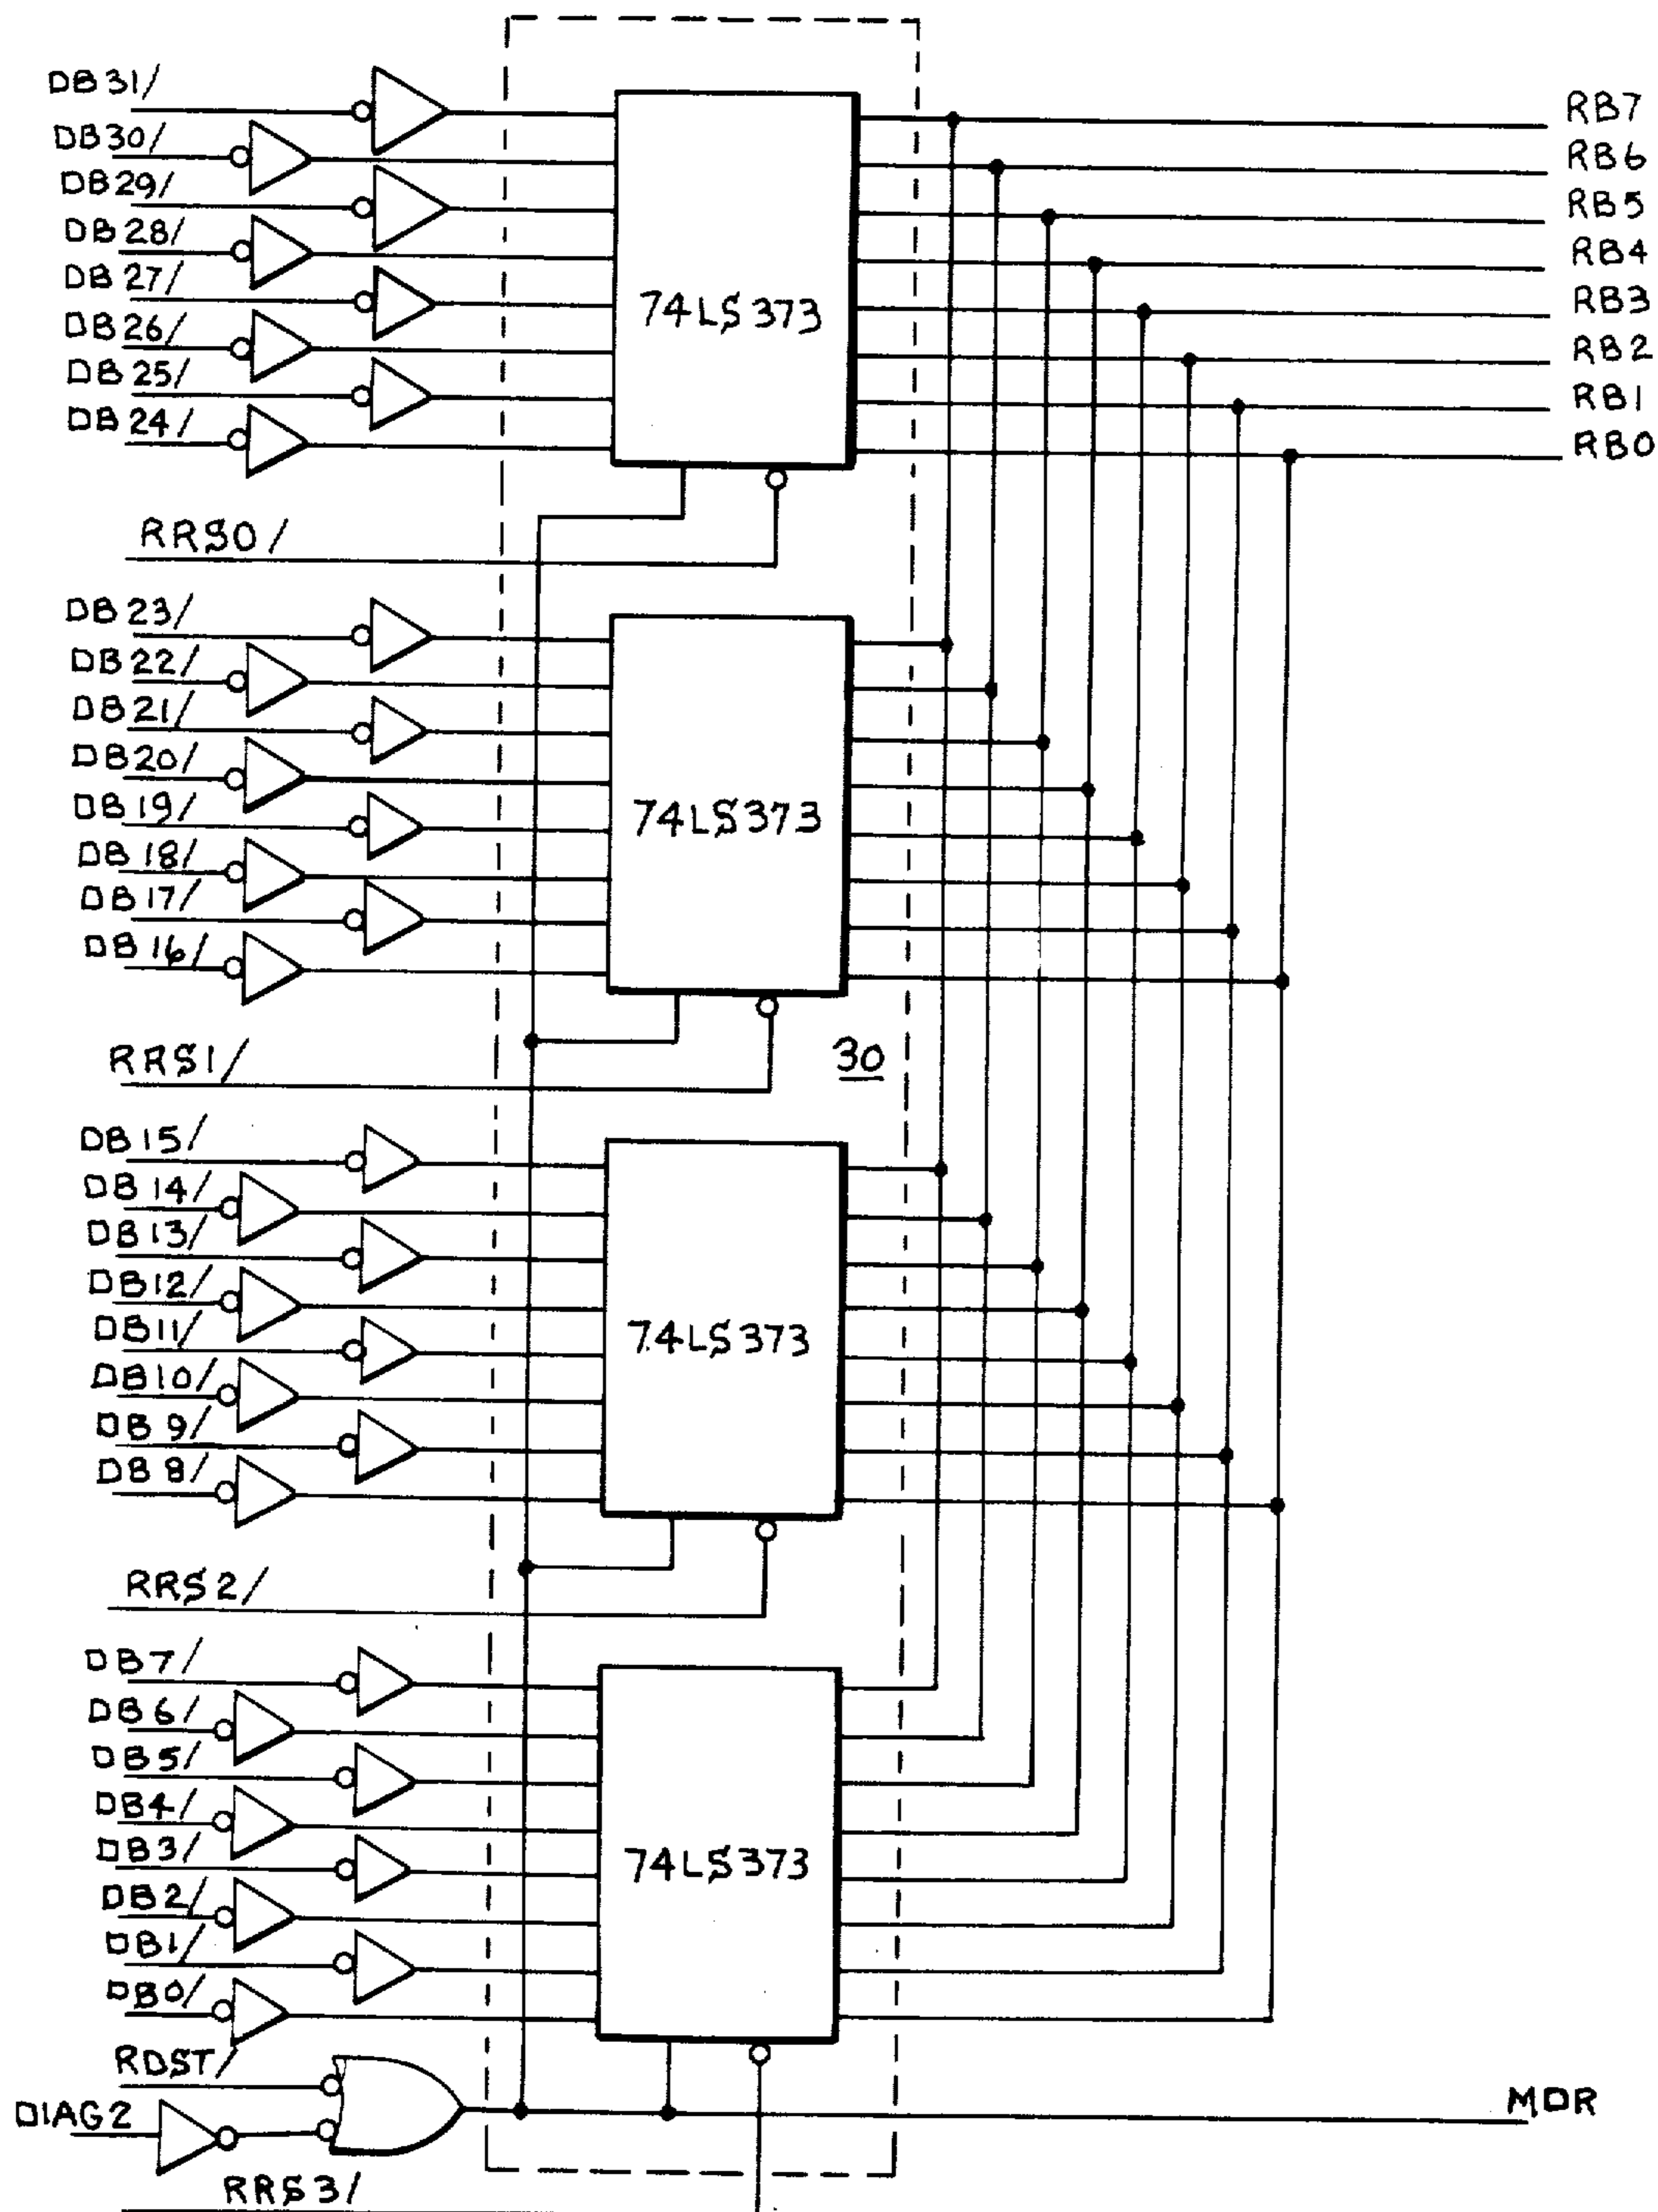 DB31/
DB30/
DB29/
DB28/
DB27/
DB26/
DB25/
DB24/
74LS373
RB7
RB6
RB5
RB4
RB3
RB2
RB1
RB0
RRS0/
DB23/
DB22/
DB21/
DB20/
DB19/
DB18/
DB17/
DB16/
74LS373
RRS1/
30
DB15/
DB14/
DB13/
DB12/
DB11/
DB10/
DB9/
DB8/
74LS373
RRS2/
DB7/
DB6/
DB5/
DB4/
DB3/
DB2/
DB1/
DB0/
74LS373
RDST/
DIAG2
MDR
RRS3/